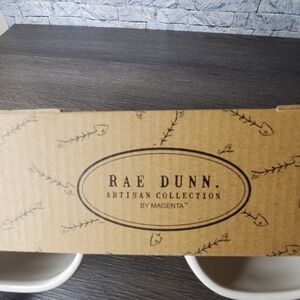 RAE DUNN.
ARTISAN COLLECTION
BY MAGENTA™